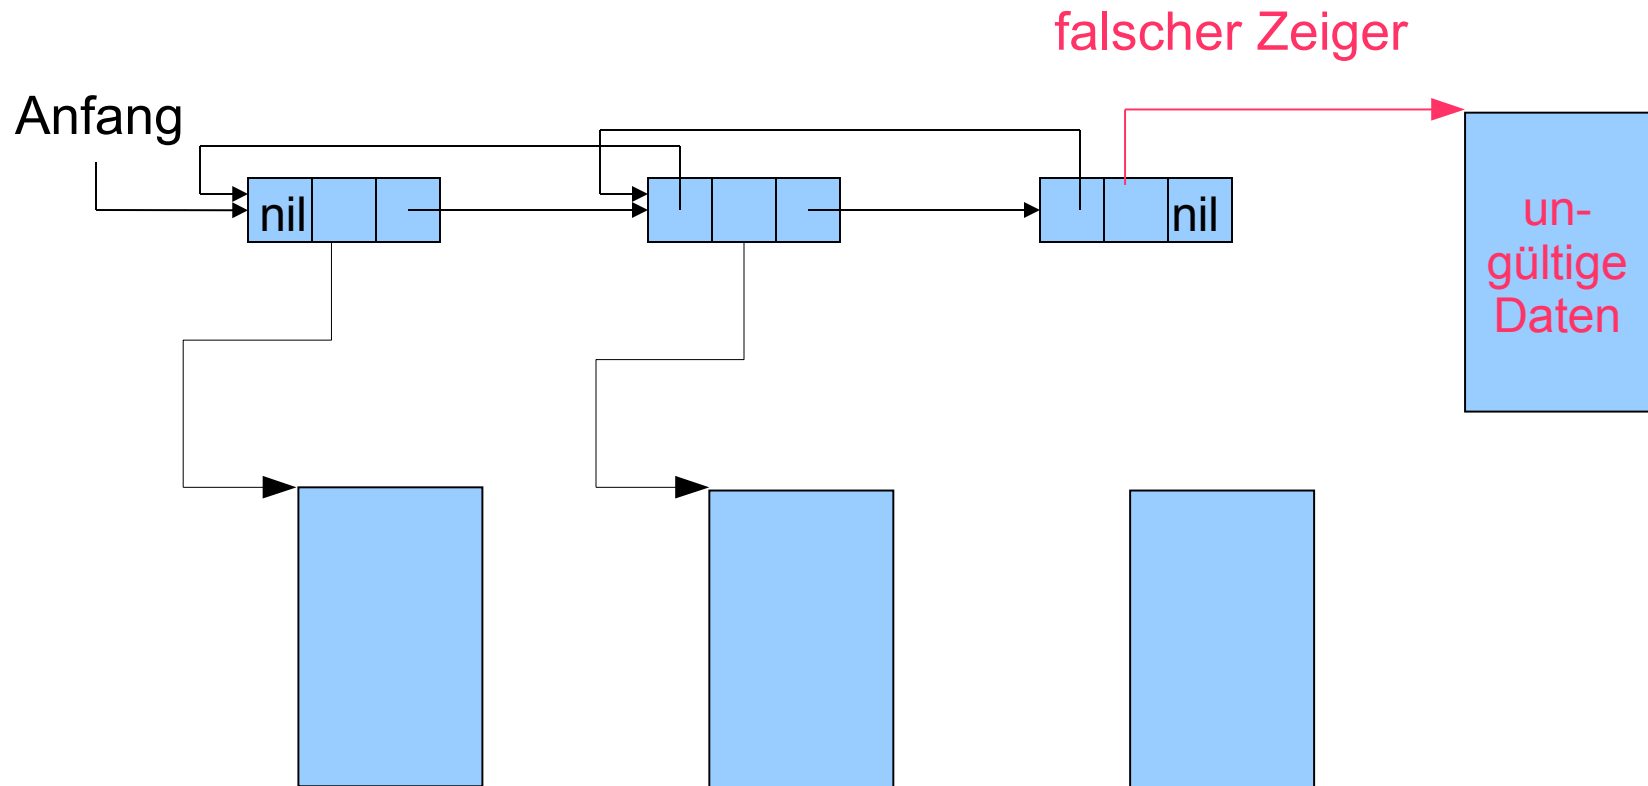 falscher Zeiger
Anfang
nil
nil
un-
gültige
Daten